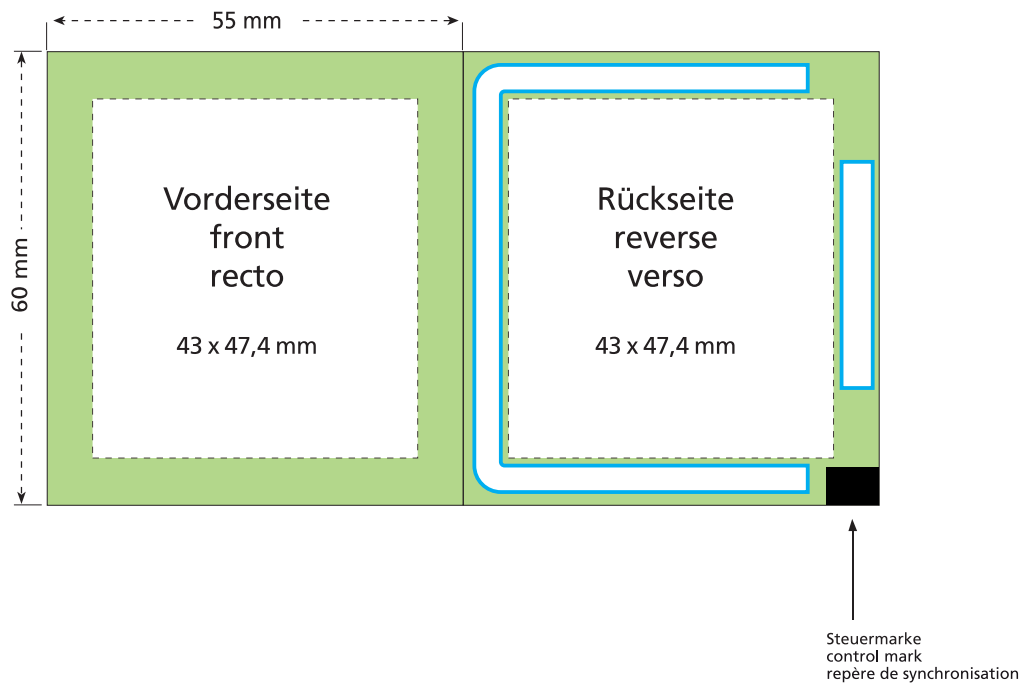 55 mm
60 mm
Vorderseite
front
recto
43 x 47,4 mm
Rückseite
reverse
verso
43 x 47,4 mm
Steuermarke
control mark
repère de synchronisation